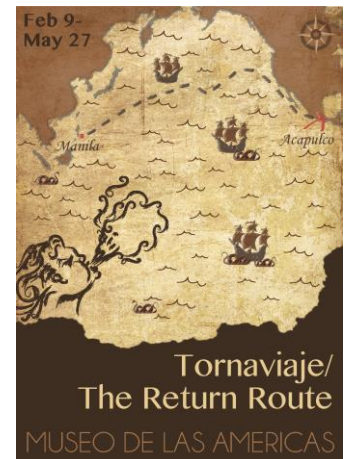 Feb 9-
May 27
Manila
Acapulco
Tornaviaje/
The Return Route
MUSEO DE LAS AMERICAS